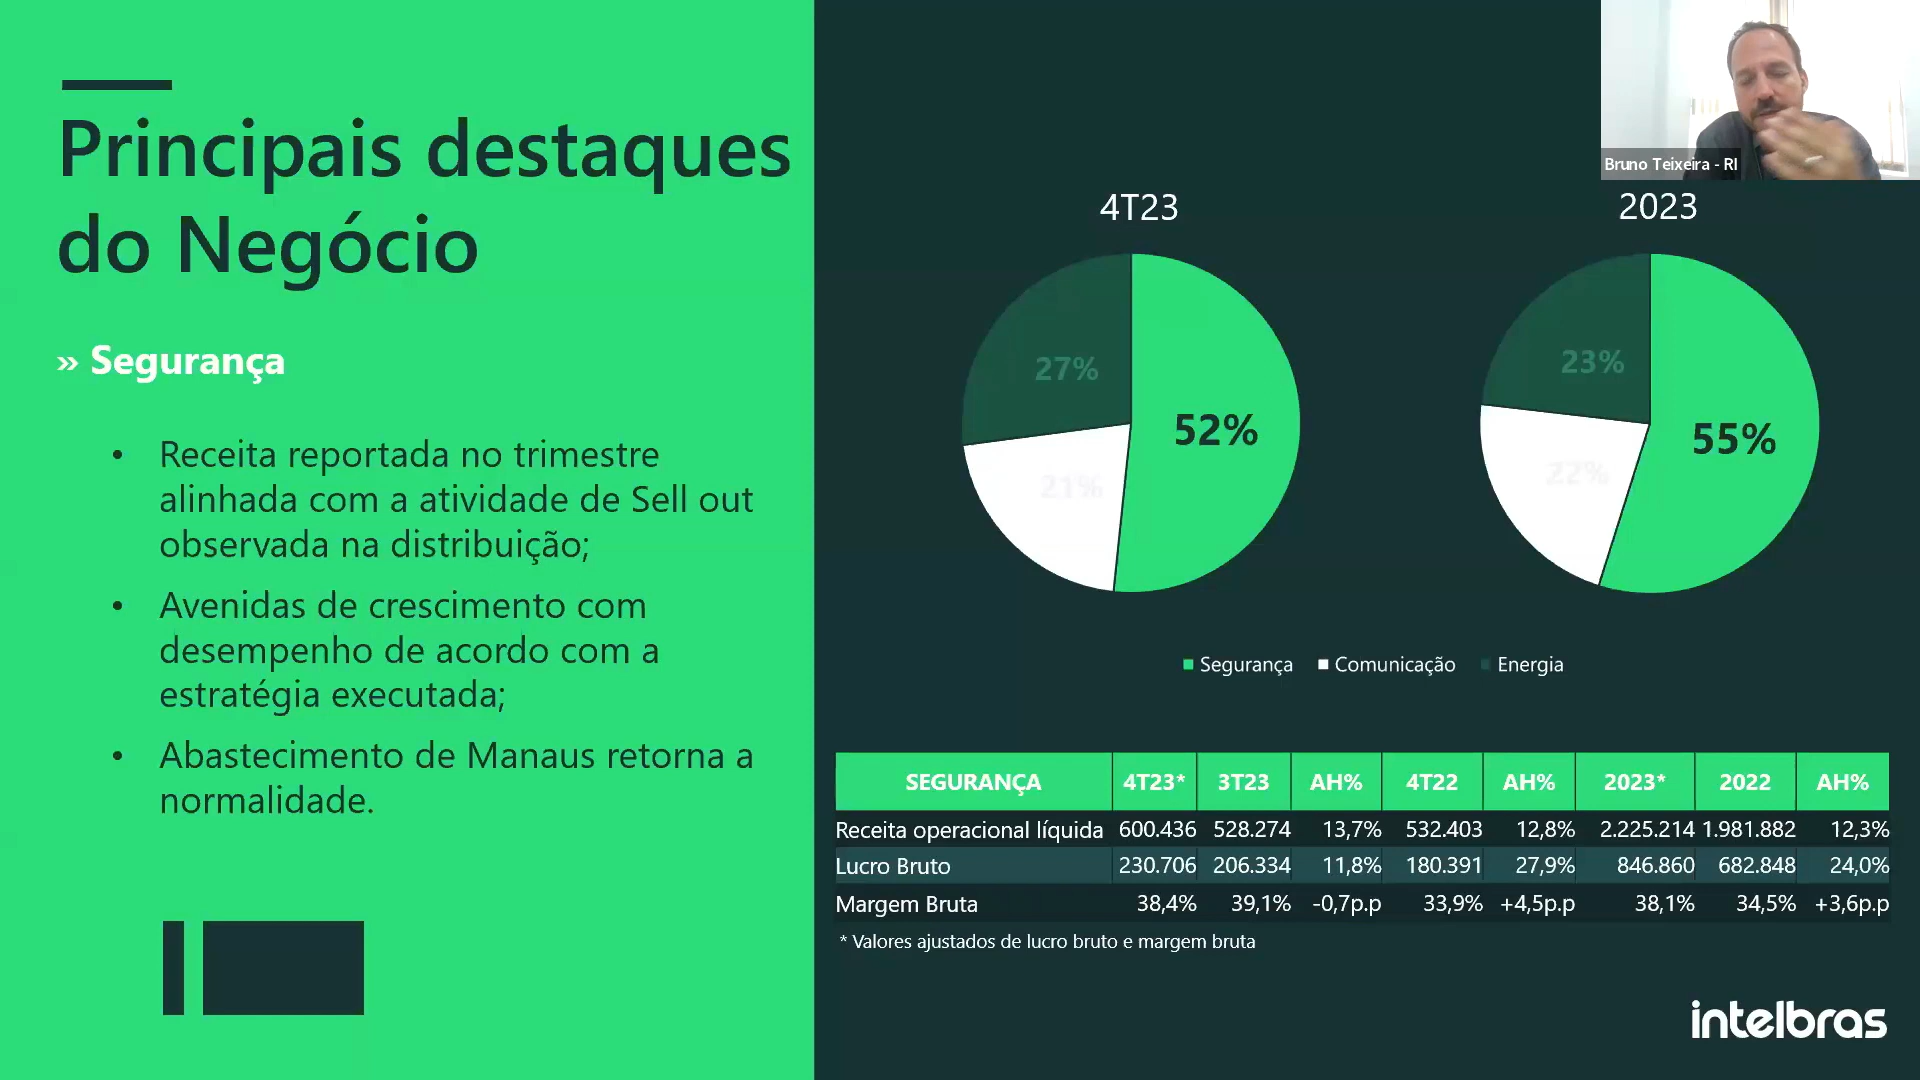 Principais destaques
do Negócio
» Segurança
• Receita reportada no trimestre
alinhada com a atividade de Sell out
observada na distribuição;
• Avenidas de crescimento com
desempenho de acordo com a
estratégia executada;
• Abastecimento de Manaus retorna a
normalidade.
Bruno Teixeira - RI
4T23
27%
52%
21%
2023
23%
55%
22%
Segurança Comunicação Energia
SEGURANÇA 4T23* 3T23 AH% 4T22 AH% 2023* 2022 AH%
Receita operacional líquida 600.436 528.274 13,7% 532.403 12,8% 2.225.214 1.981.882 12,3%
Lucro Bruto 230.706 206.334 11,8% 180.391 27,9% 846.860 682.848 24,0%
Margem Bruta 38,4% 39,1% -0,7p.p 33,9% +4,5p.p 38,1% 34,5% +3,6p.p
* Valores ajustados de lucro bruto e margem bruta
intelbras